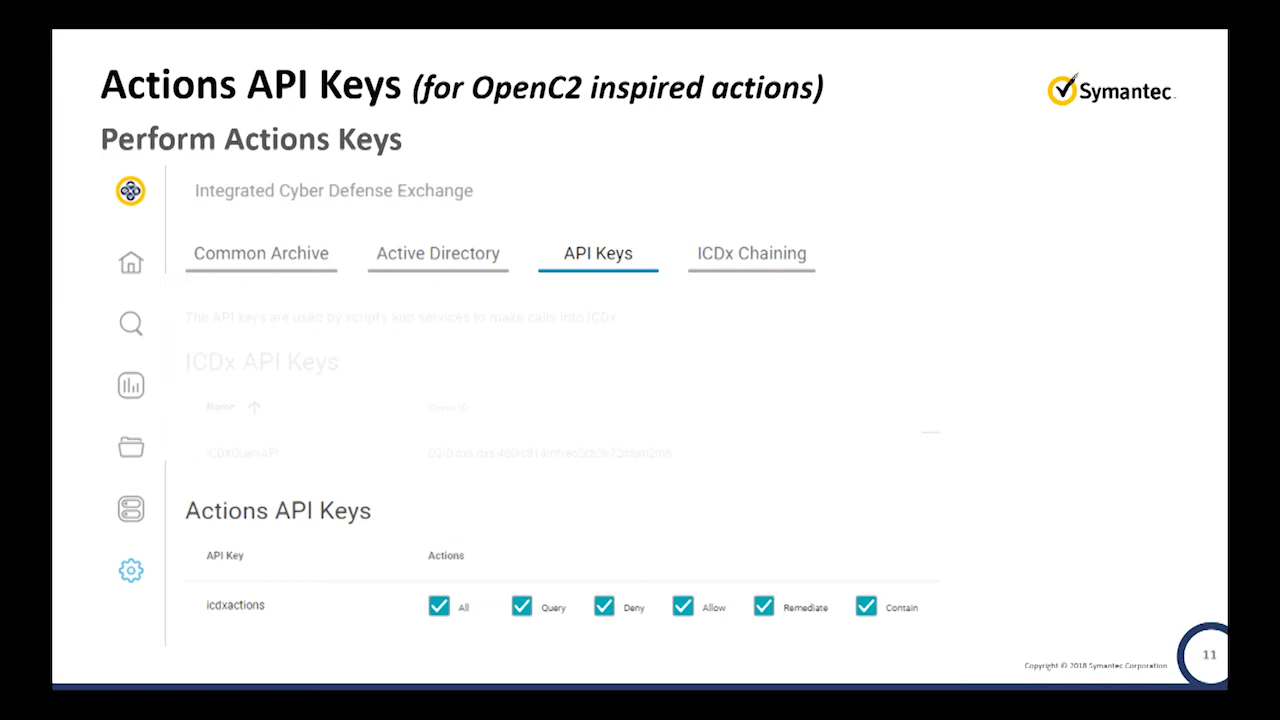 Actions API Keys (for OpenC2 inspired actions)
Symantec
Perform Actions Keys
Integrated Cyber Defense Exchange
Common Archive Active Directory API Keys ICDx Chaining
The API keys are used by scripts and services to make calls into ICDx
ICDx API Keys
Name
Actions API Keys
API Key Actions
icdxactions All Query Deny Allow Remediate Contain
Copyright © 2018 Symantec Corporation
11